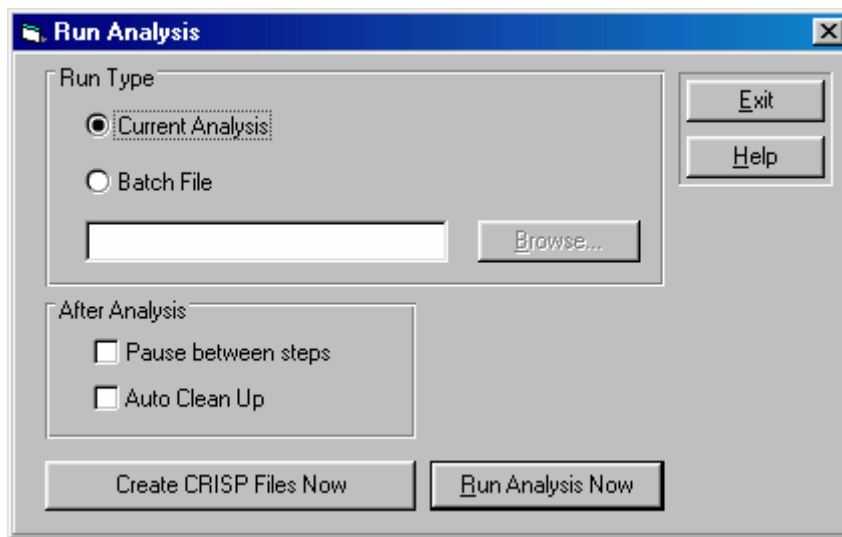 Run Analysis
Run Type
Current Analysis
Batch File
Browse...
Exit
Help
After Analysis
Pause between steps
Auto Clean Up
Create CRISP Files Now
Run Analysis Now